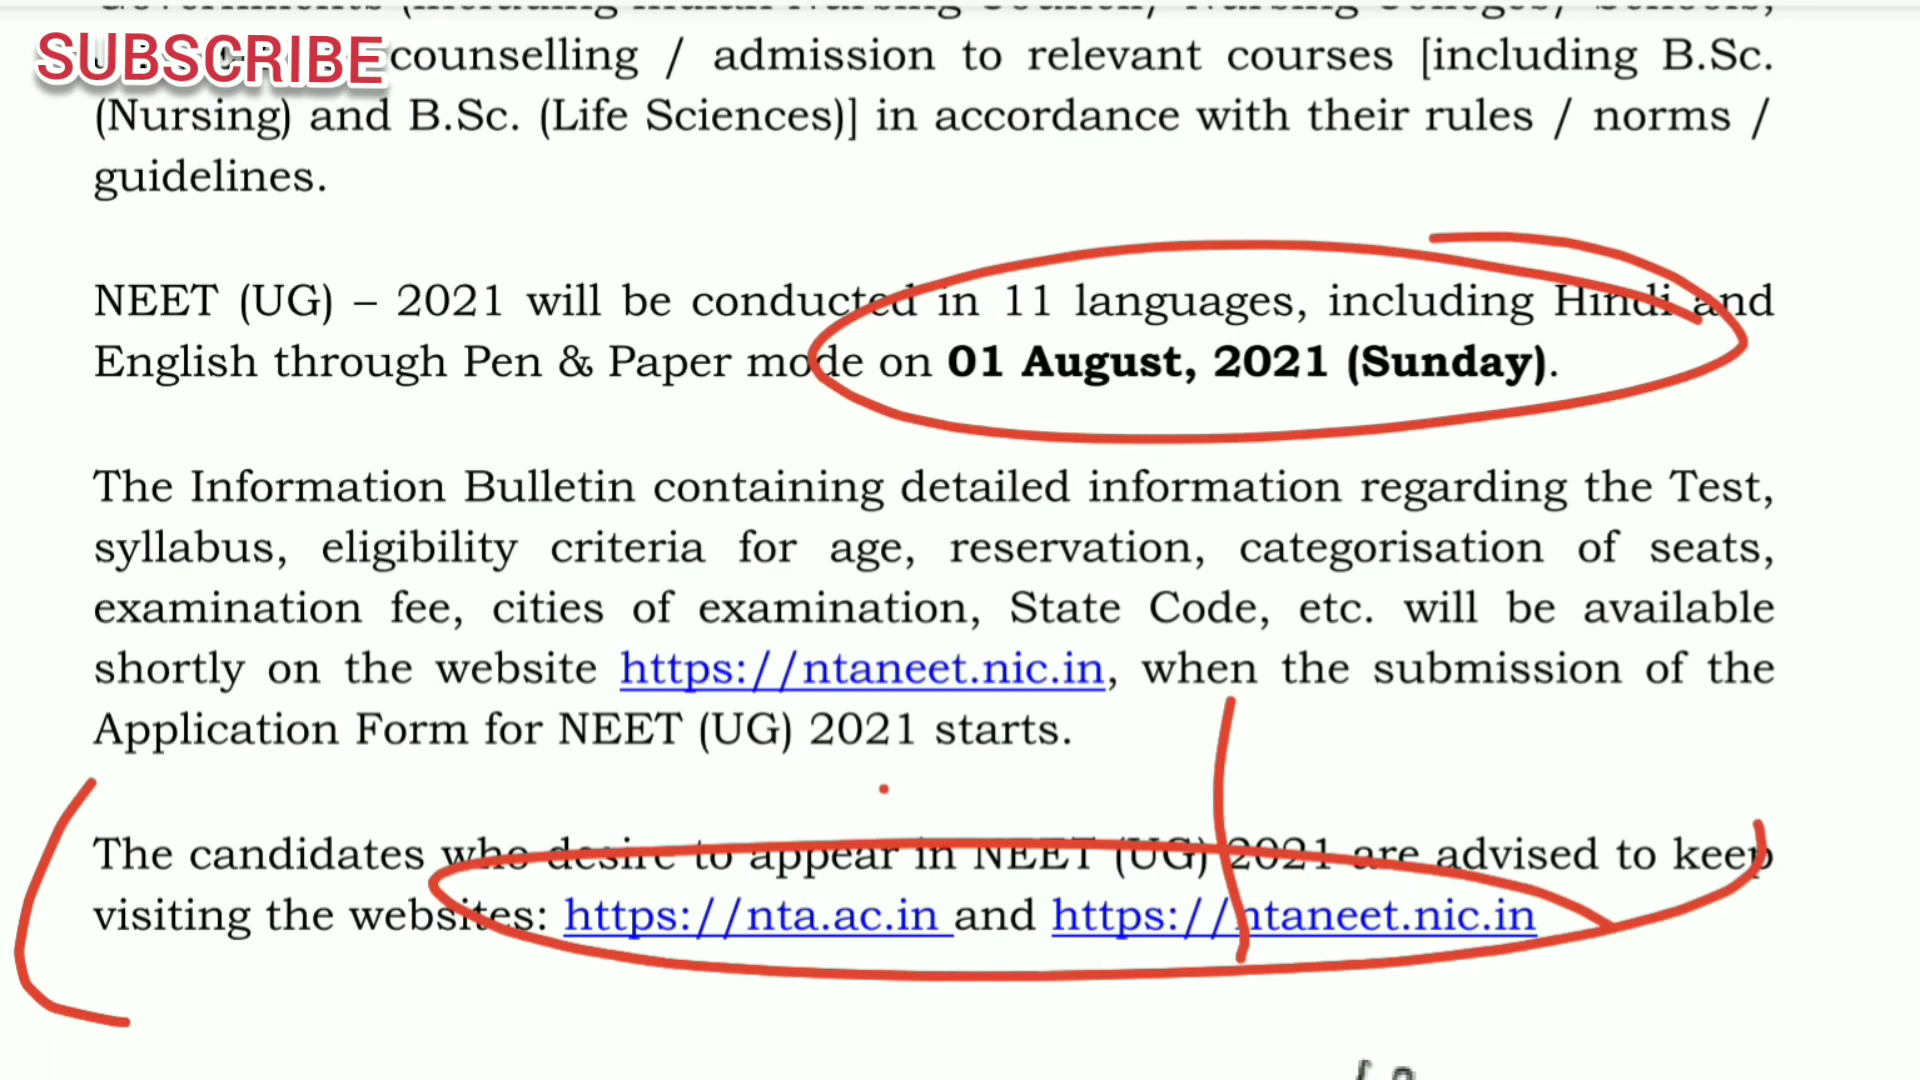 SUBSCRIBE
counselling / admission to relevant courses [including B.Sc.
(Nursing) and B.Sc. (Life Sciences)] in accordance with their rules / norms /
guidelines.
NEET (UG) – 2021 will be conducted in 11 languages, including Hindi and
English through Pen & Paper mode on 01 August, 2021 (Sunday).
The Information Bulletin containing detailed information regarding the Test,
syllabus, eligibility criteria for age, reservation, categorisation of seats,
examination fee, cities of examination, State Code, etc. will be available
shortly on the website https://ntaneet.nic.in, when the submission of the
Application Form for NEET (UG) 2021 starts.
The candidates who desire to appear in NEET (UG) 2021 are advised to keep
visiting the websites: https://nta.ac.in and https://ntaneet.nic.in